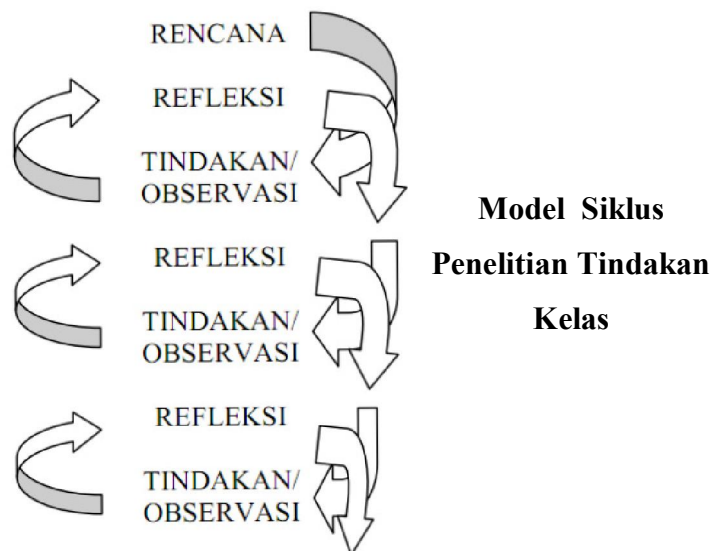 RENCANA
REFLEKSI
TINDAKAN/
OBSERVASI
REFLEKSI
TINDAKAN/
OBSERVASI
REFLEKSI
TINDAKAN/
OBSERVASI
Model Siklus
Penelitian Tindakan
Kelas